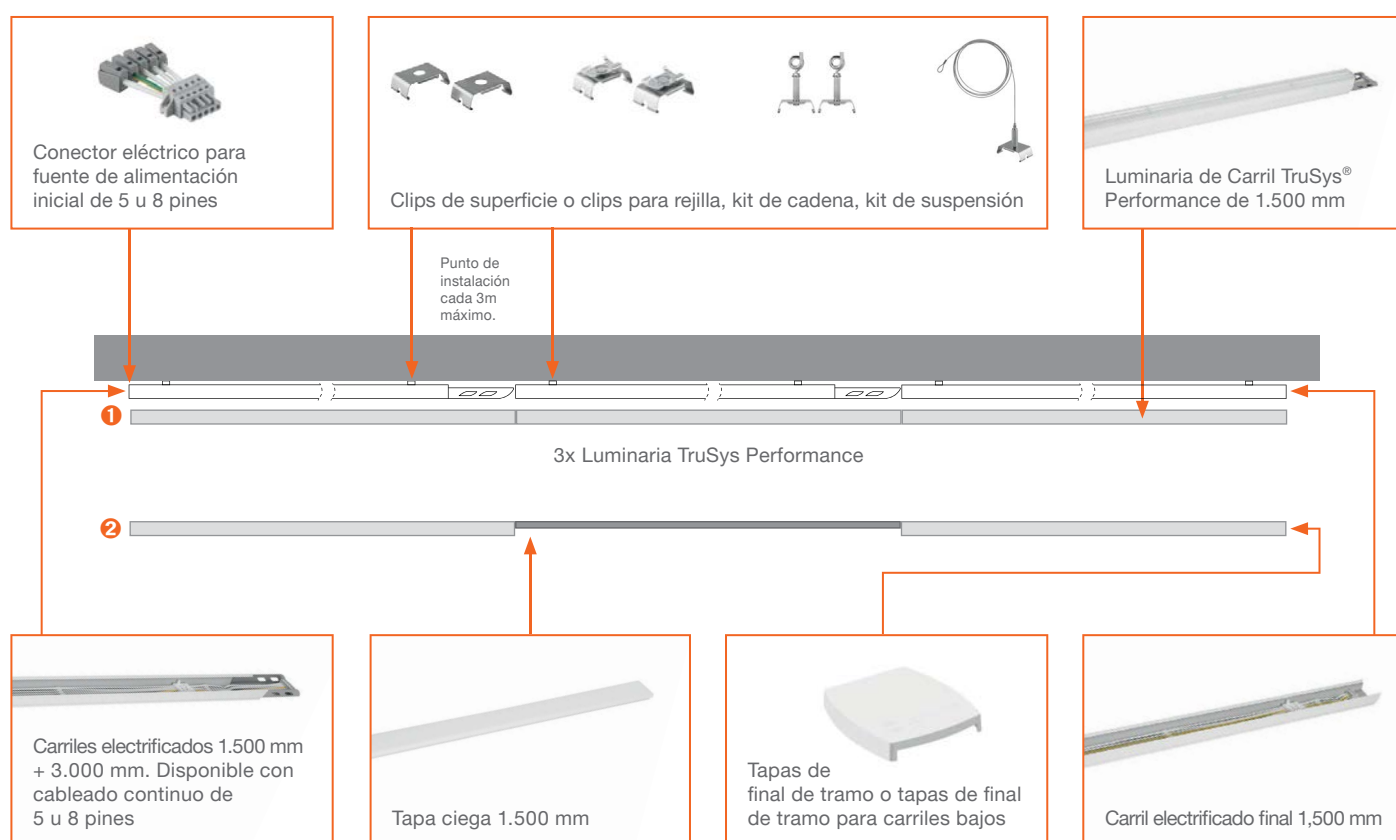 Conector eléctrico para
fuente de alimentación
inicial de 5 u 8 pines
Clips de superficie o clips para rejilla, kit de cadena, kit de suspensión
Luminaria de Carril TruSys®
Performance de 1.500 mm
Punto de
instalación
cada 3m
máximo.
1
3x Luminaria TruSys Performance
2
Carriles electrificados 1.500 mm
+ 3.000 mm. Disponible con
cableado continuo de
5 u 8 pines
Tapa ciega 1.500 mm
Tapas de
final de tramo o tapas de final
de tramo para carriles bajos
Carril electrificado final 1,500 mm